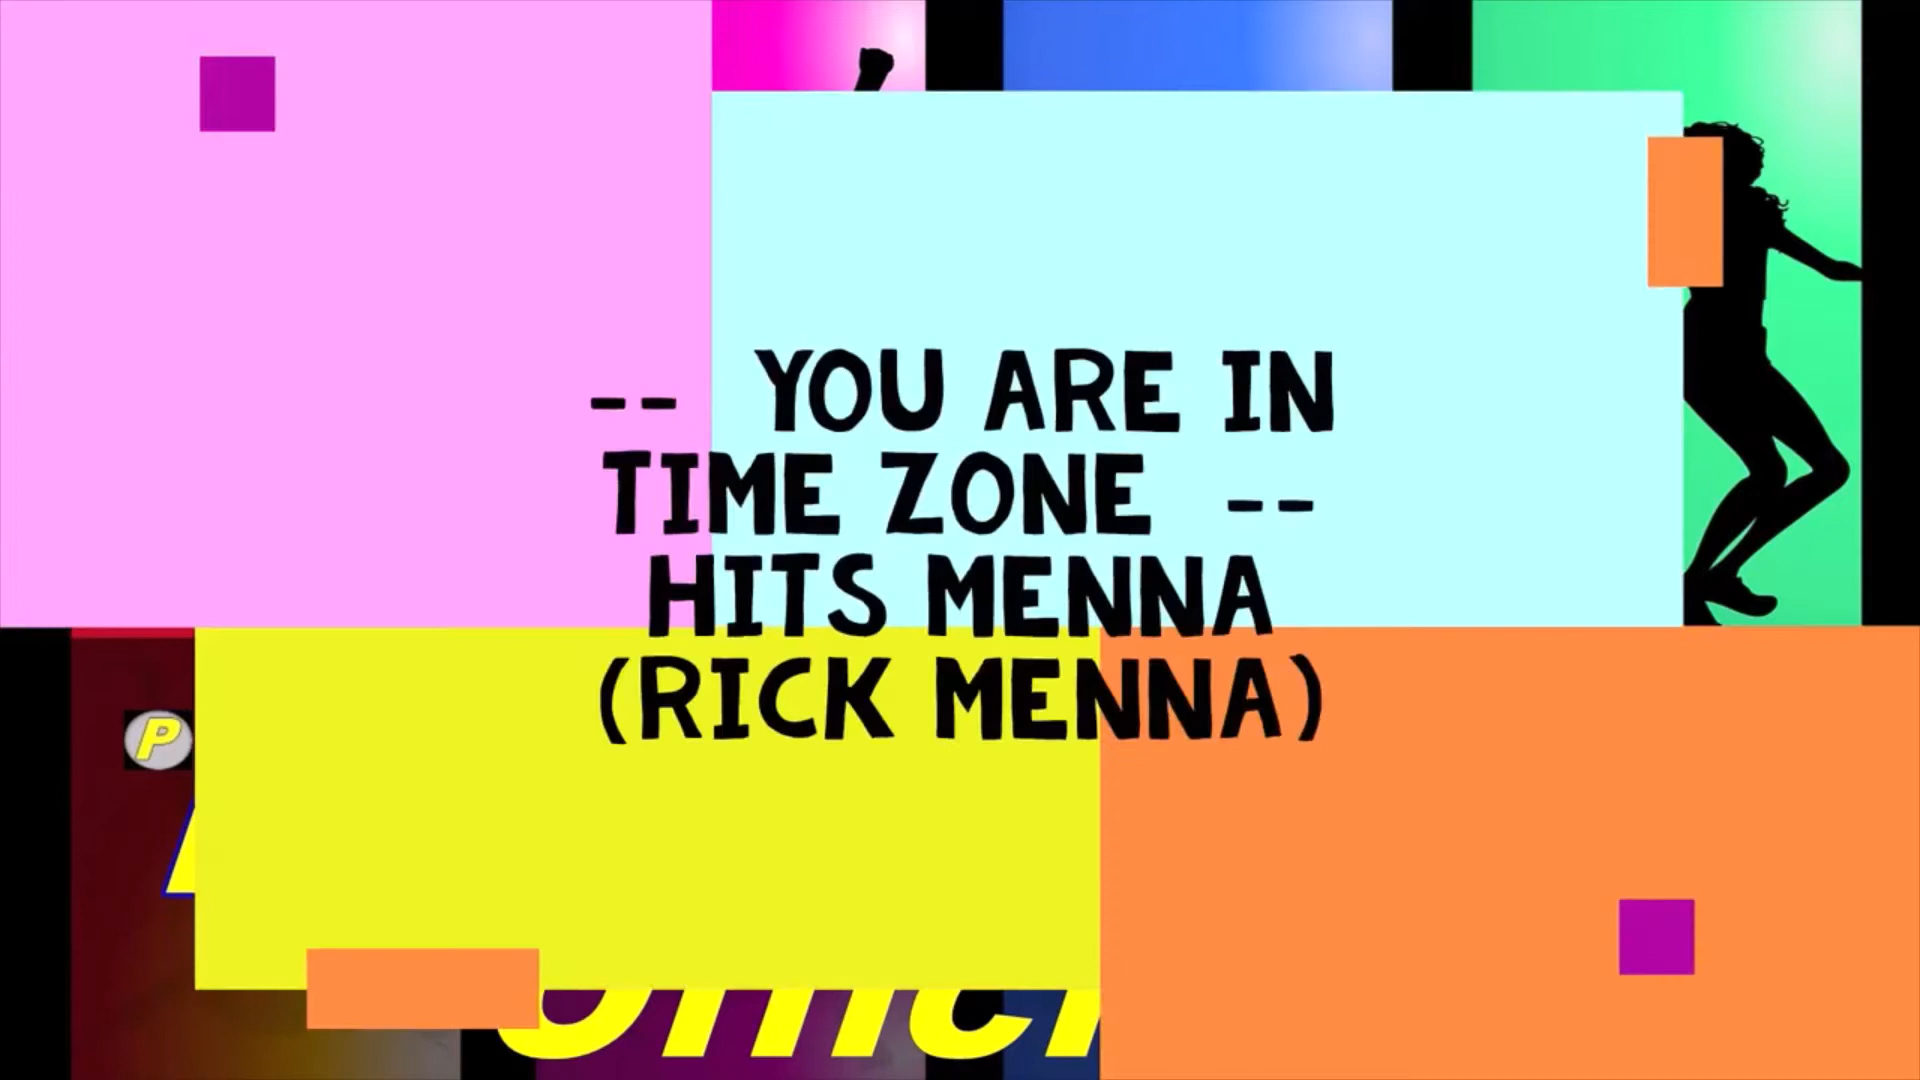 -- YOU ARE IN
TIME ZONE --
HITS MENNA
(RICK MENNA)
P